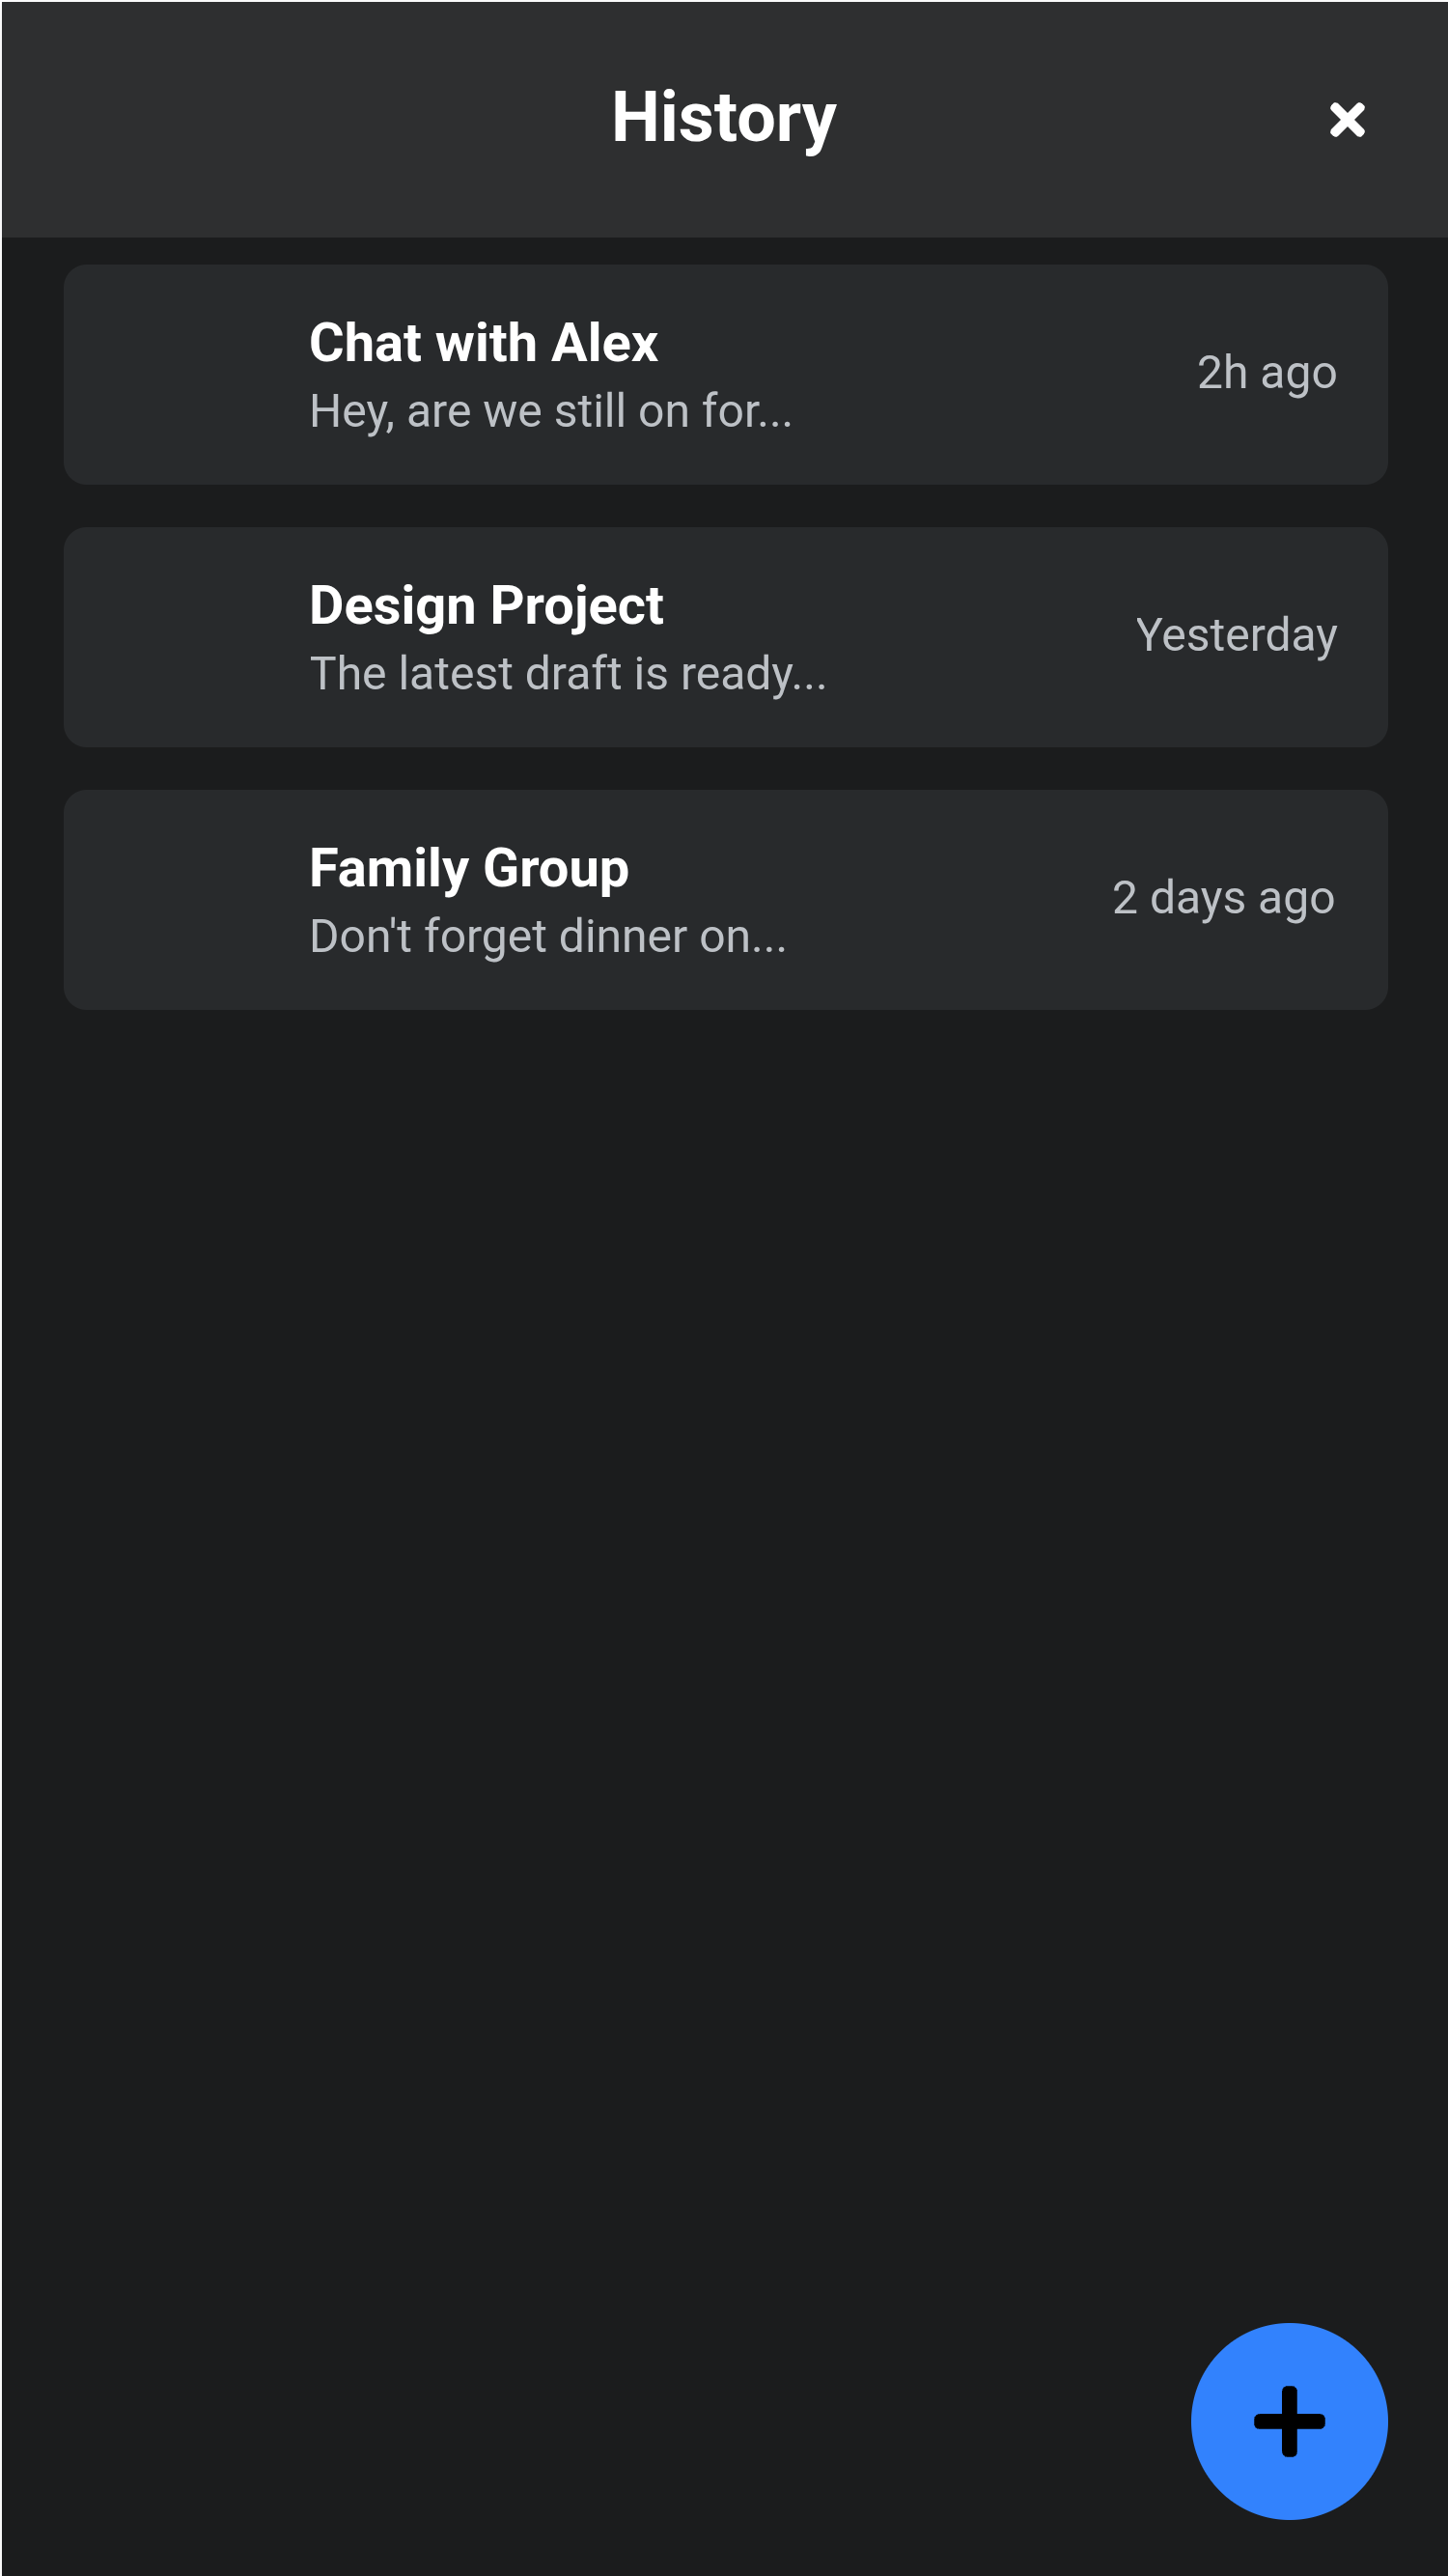 History
Chat with Alex
Hey, are we still on for...
2h ago
Design Project
The latest draft is ready...
Yesterday
Family Group
Don't forget dinner on...
2 days ago